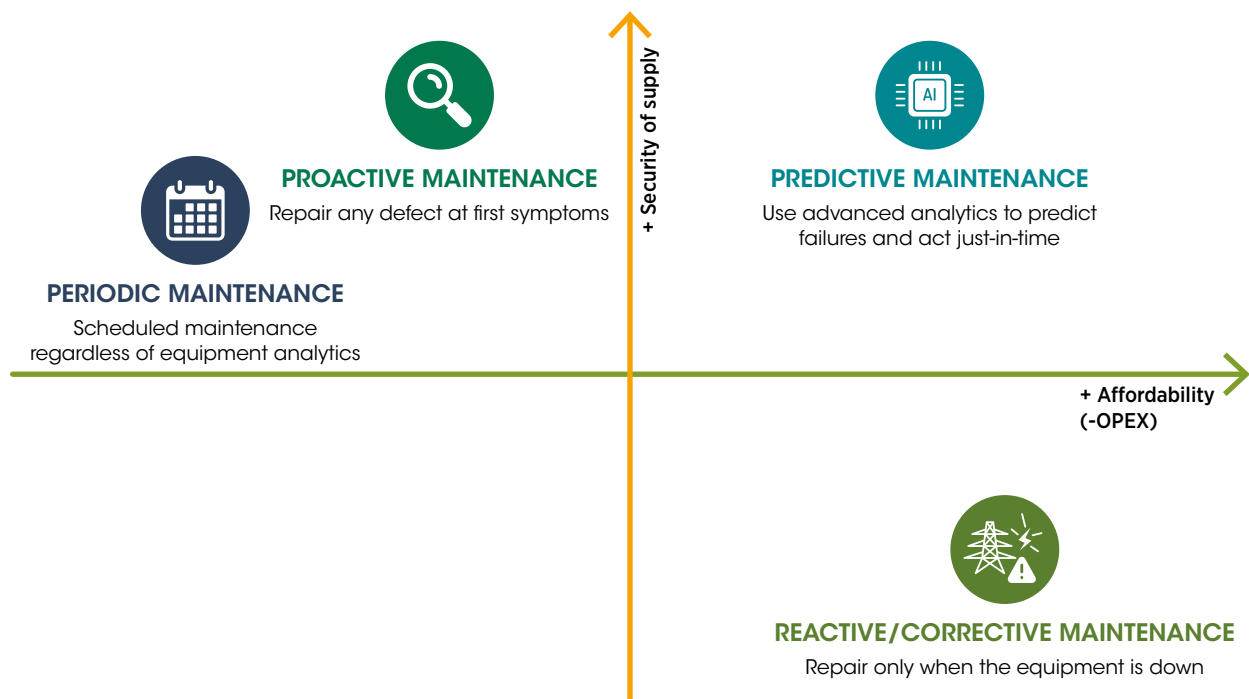 + Security of supply
AI
PROACTIVE MAINTENANCE
Repair any defect at first symptoms
PREDICTIVE MAINTENANCE
Use advanced analytics to predict
failures and act just-in-time
PERIODIC MAINTENANCE
Scheduled maintenance
regardless of equipment analytics
+ Affordability
(-OPEX)
REACTIVE/CORRECTIVE MAINTENANCE
Repair only when the equipment is down